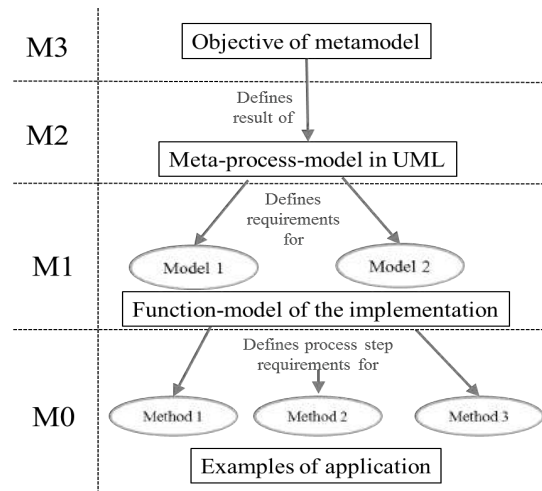 M3
Objective of metamodel
Defines
result of
M2
Meta-process-model in UML
Defines
requirements
for
M1
Model 1
Model 2
Function-model of the implementation
Defines process step
requirements for
M0
Method 1
Method 2
Method 3
Examples of application